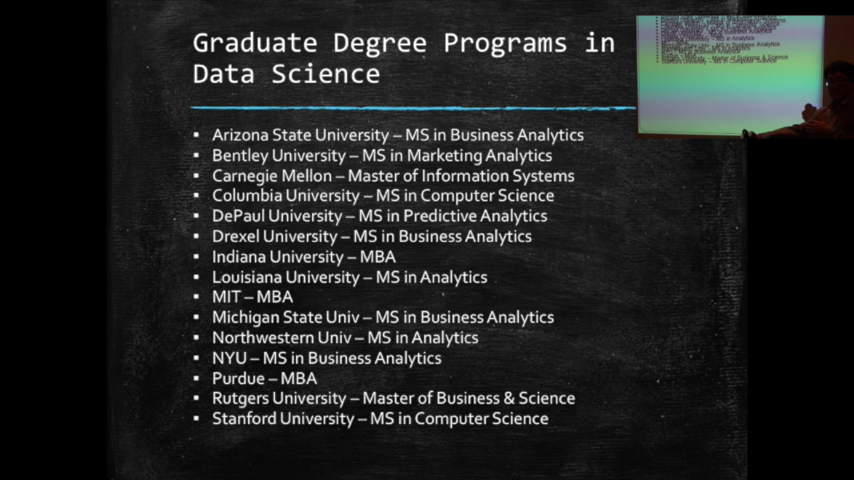 Graduate Degree Programs in
Data Science
▪ Arizona State University – MS in Business Analytics
▪ Bentley University – MS in Marketing Analytics
▪ Carnegie Mellon – Master of Information Systems
▪ Columbia University – MS in Computer Science
▪ DePaul University – MS in Predictive Analytics
▪ Drexel University – MS in Business Analytics
▪ Indiana University – MBA
▪ Louisiana University – MS in Analytics
▪ MIT – MBA
▪ Michigan State Univ – MS in Business Analytics
▪ Northwestern Univ – MS in Analytics
▪ NYU – MS in Business Analytics
▪ Purdue – MBA
▪ Rutgers University – Master of Business & Science
▪ Stanford University – MS in Computer Science